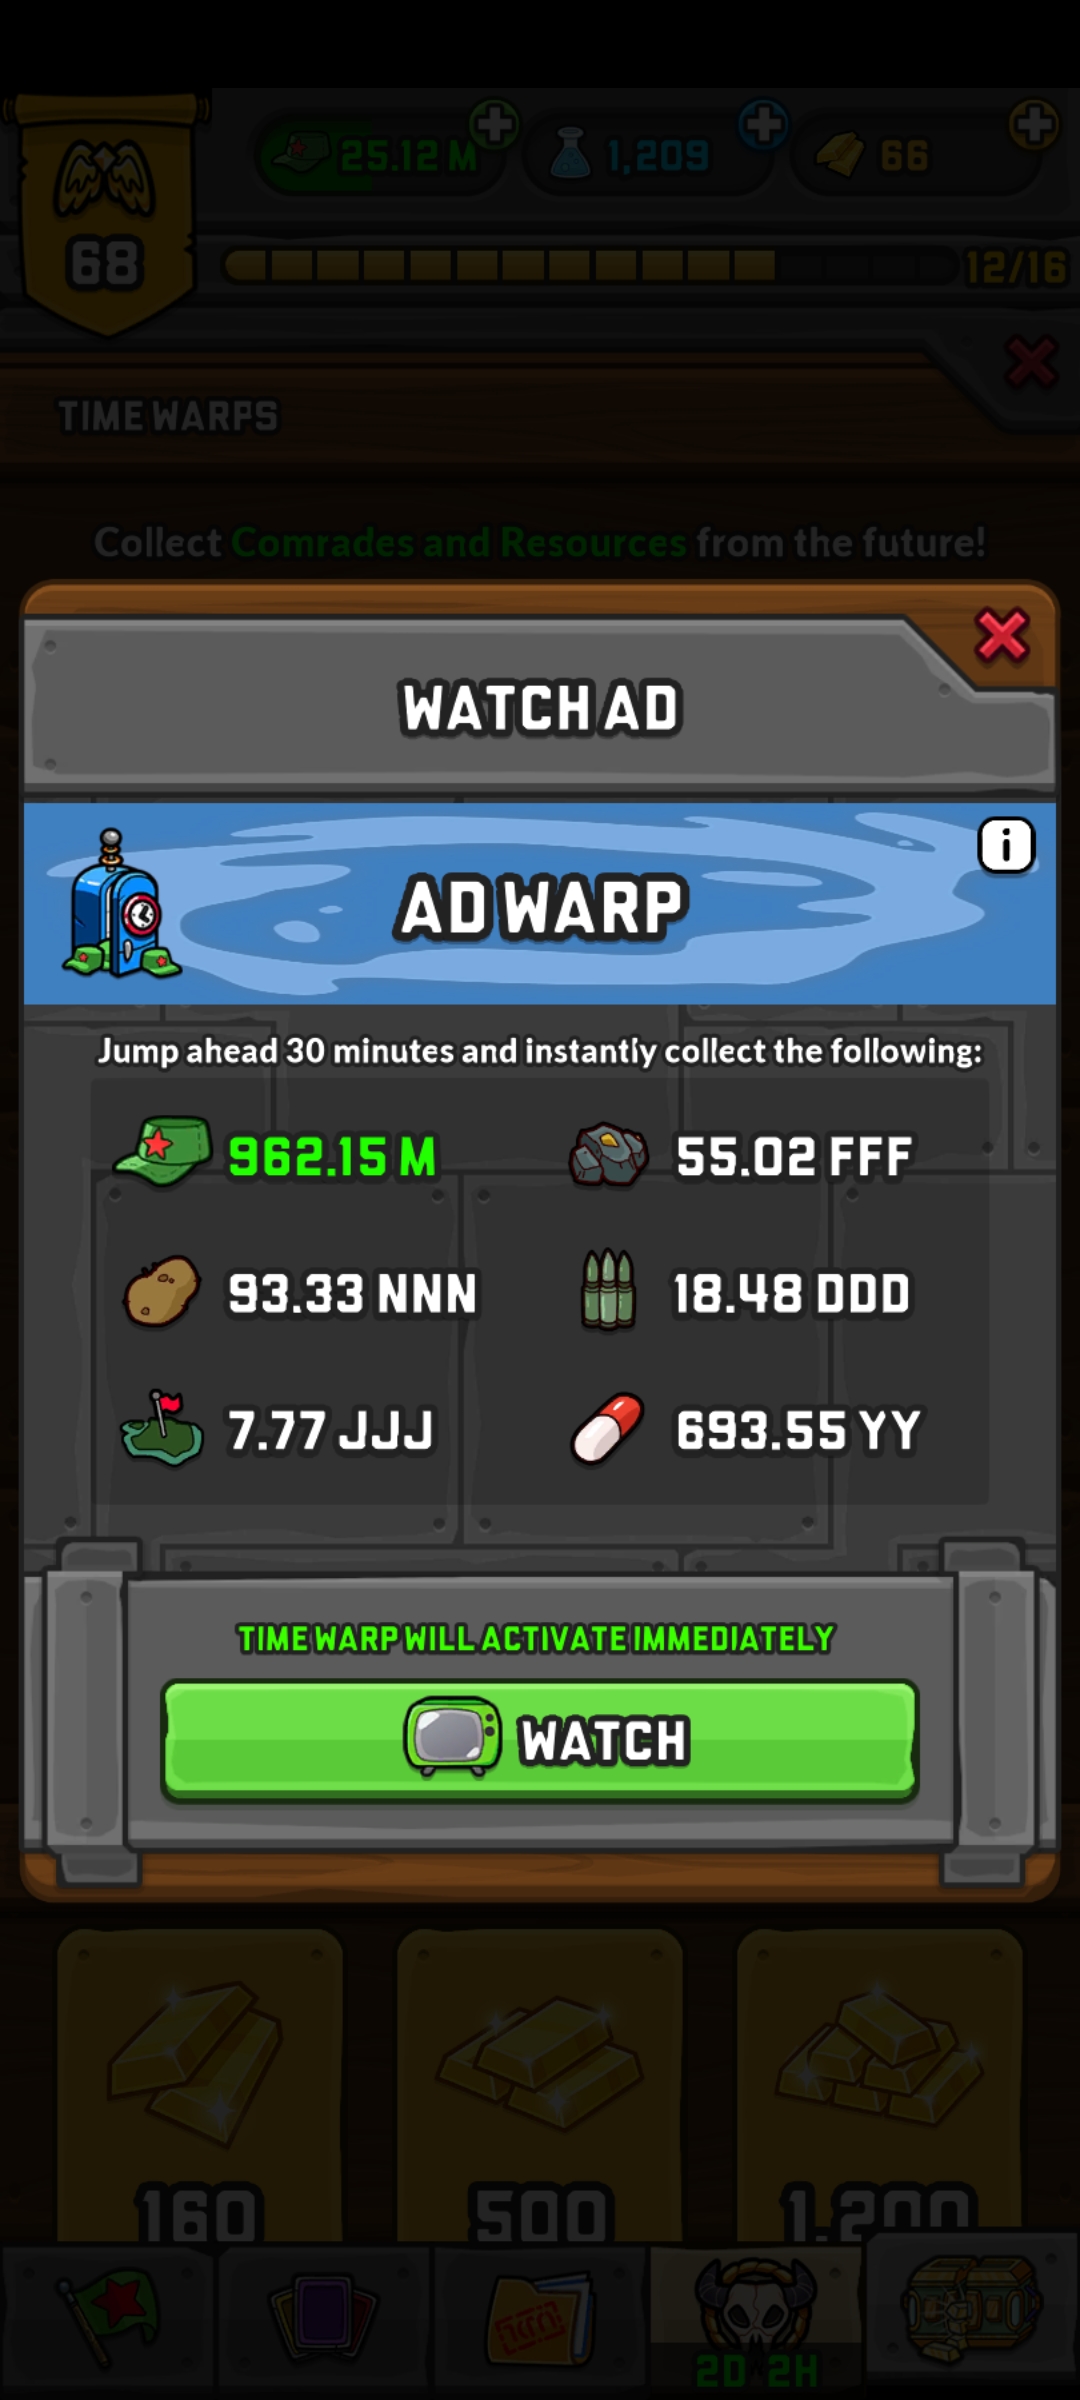 25.12 M
1,209
66
68
12/16
TIME WARPS
Collect Comrades and Resources from the future!
WATCH AD
AD WARP
i
Jump ahead 30 minutes and instantly collect the following:
962.15 M
55.02 FFF
93.33 NNN
18.48 DDD
7.77 JJJ
693.55 YY
TIME WARP WILL ACTIVATE IMMEDIATELY
WATCH
160
500
1,200
2D 2H